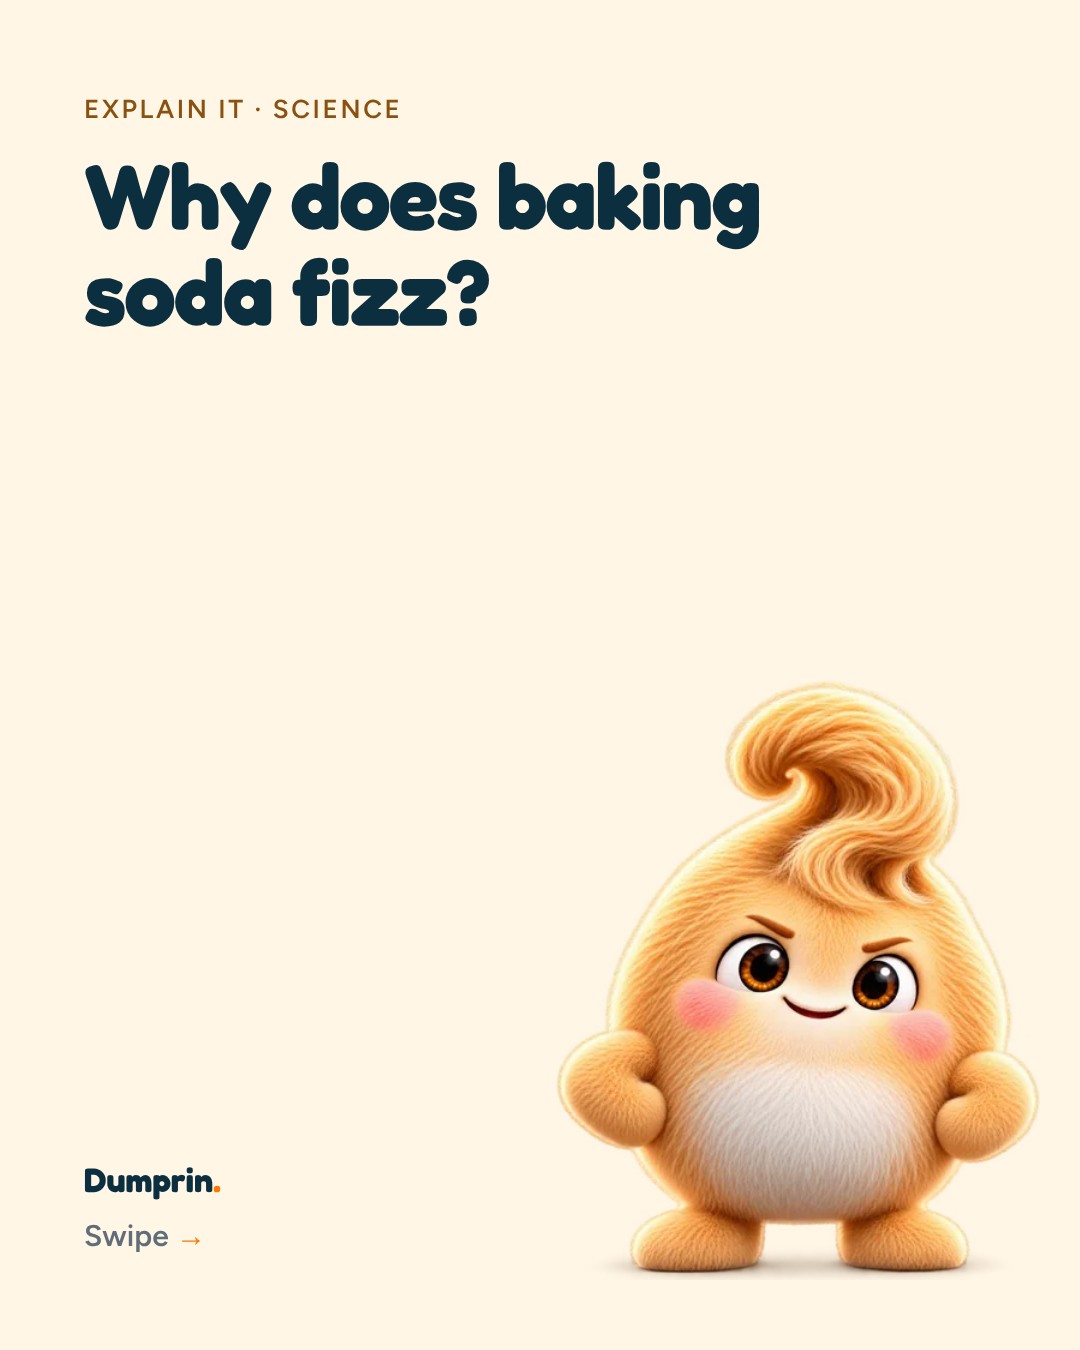 EXPLAIN IT · SCIENCE
Why does baking
soda fizz?
Dumprin.
Swipe →